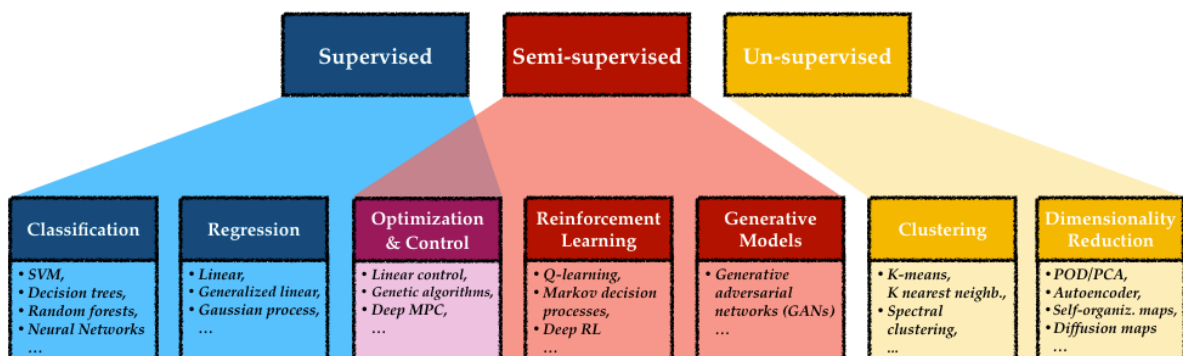 Supervised
Semi-supervised
Un-supervised
Classification
• SVM,
• Decision trees,
• Random forests,
• Neural Networks
...
Regression
• Linear,
• Generalized linear,
• Gaussian process,
...
Optimization
& Control
• Linear control,
• Genetic algorithms,
• Deep MPC,
...
Reinforcement
Learning
• Q-learning,
• Markov decision
processes,
• Deep RL
...
Generative
Models
• Generative
adversarial
networks (GANs)
...
Clustering
• K-means,
K nearest neighb.,
• Spectral
clustering,
...
Dimensionality
Reduction
• POD/PCA,
• Autoencoder,
• Self-organiz. maps,
• Diffusion maps
...